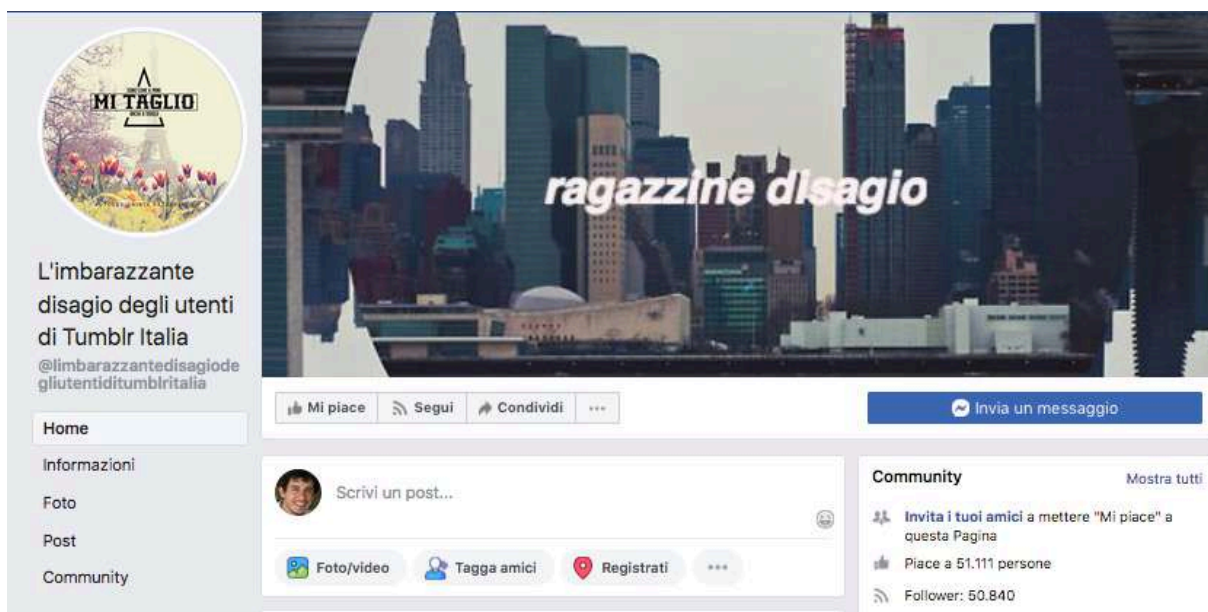 MI TAGLIO
ragazzine disagio
L'imbarazzante
disagio degli utenti
di Tumblr Italia
@limbarazzantedisagiode
gliutentiditumblritalia
Home
Informazioni
Foto
Post
Community
Mi piace Segui Condividi ...
Invia un messaggio
Scrivi un post...
Foto/video Tagga amici Registrati ...
Community Mostra tutti
Invita i tuoi amici a mettere "Mi piace" a
questa Pagina
Piace a 51.111 persone
Follower: 50.840